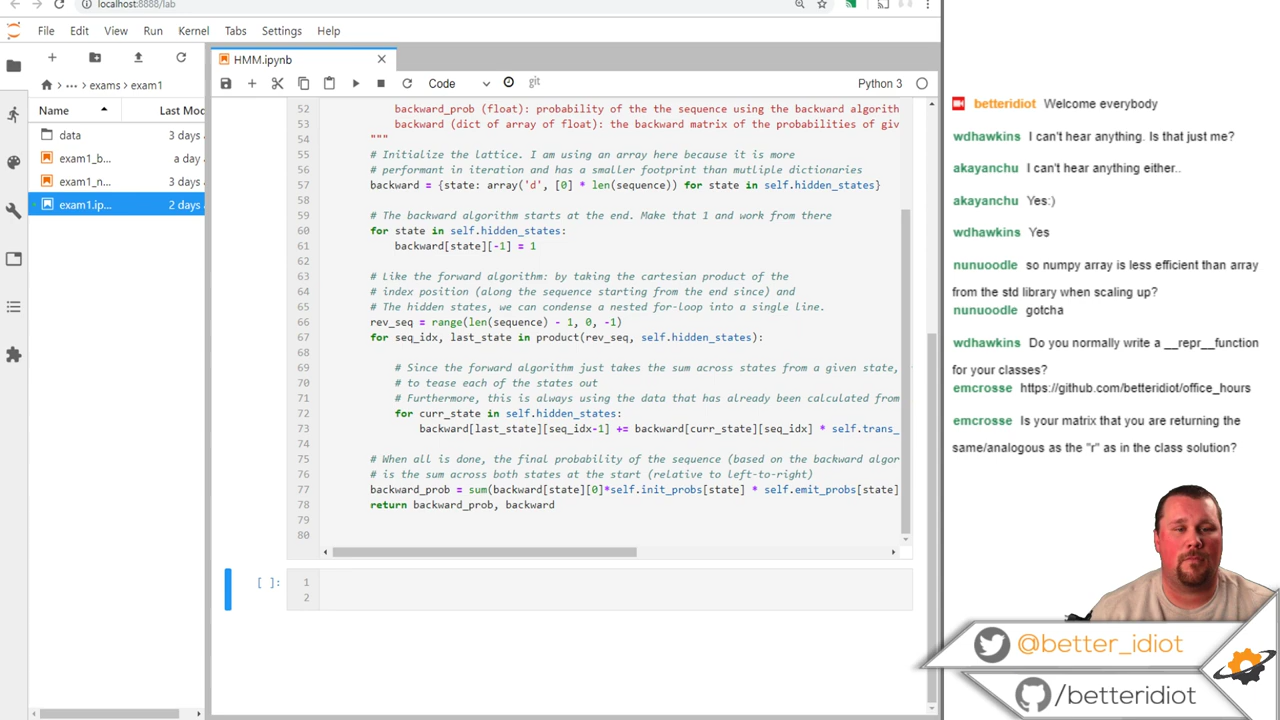 localhost:8888/lab
File Edit View Run Kernel Tabs Settings Help
HMM.ipynb
Code
git
Python 3
... exams exam1
Name Last Mod
data 3 days
exam1_b... a day
exam1_n... 3 days
exam1.ip... 2 days
52 backward_prob (float): probability of the the sequence using the backward algorith
53 backward (dict of array of float): the backward matrix of the probabilities of giv
54 """
55 # Initialize the lattice. I am using an array here because it is more
56 # performant in iteration and has a smaller footprint than mutliple dictionaries
57 backward = {state: array('d', [0] * len(sequence)) for state in self.hidden_states}
58
59 # The backward algorithm starts at the end. Make that 1 and work from there
60 for state in self.hidden_states:
61 backward[state][-1] = 1
62
63 # Like the forward algorithm: by taking the cartesian product of the
64 # index position (along the sequence starting from the end since) and
65 # The hidden states, we can condense a nested for-loop into a single line.
66 rev_seq = range(len(sequence) - 1, 0, -1)
67 for seq_idx, last_state in product(rev_seq, self.hidden_states):
68
69 # Since the forward algorithm just takes the sum across states from a given state,
70 # to tease each of the states out
71 # Furthermore, this is always using the data that has already been calculated from
72 for curr_state in self.hidden_states:
73 backward[last_state][seq_idx-1] += backward[curr_state][seq_idx] * self.trans_
74
75 # When all is done, the final probability of the sequence (based on the backward algor
76 # is the sum across both states at the start (relative to left-to-right)
77 backward_prob = sum(backward[state][0]*self.init_probs[state] * self.emit_probs[state]
78 return backward_prob, backward
79
80
[ ]: 1
2
betteridiot Welcome everybody
wdhawkins I can't hear anything. Is that just me?
akayanchu I can't hear anything either..
akayanchu Yes:)
wdhawkins Yes
nunuoodle so numpy array is less efficient than array
from the std library when scaling up?
nunuoodle gotcha
wdhawkins Do you normally write a __repr__function
for your classes?
emcrosse https://github.com/betteridiot/office_hours
emcrosse Is your matrix that you are returning the
same/analogous as the "r" as in the class solution?
@better_idiot
/betteridiot